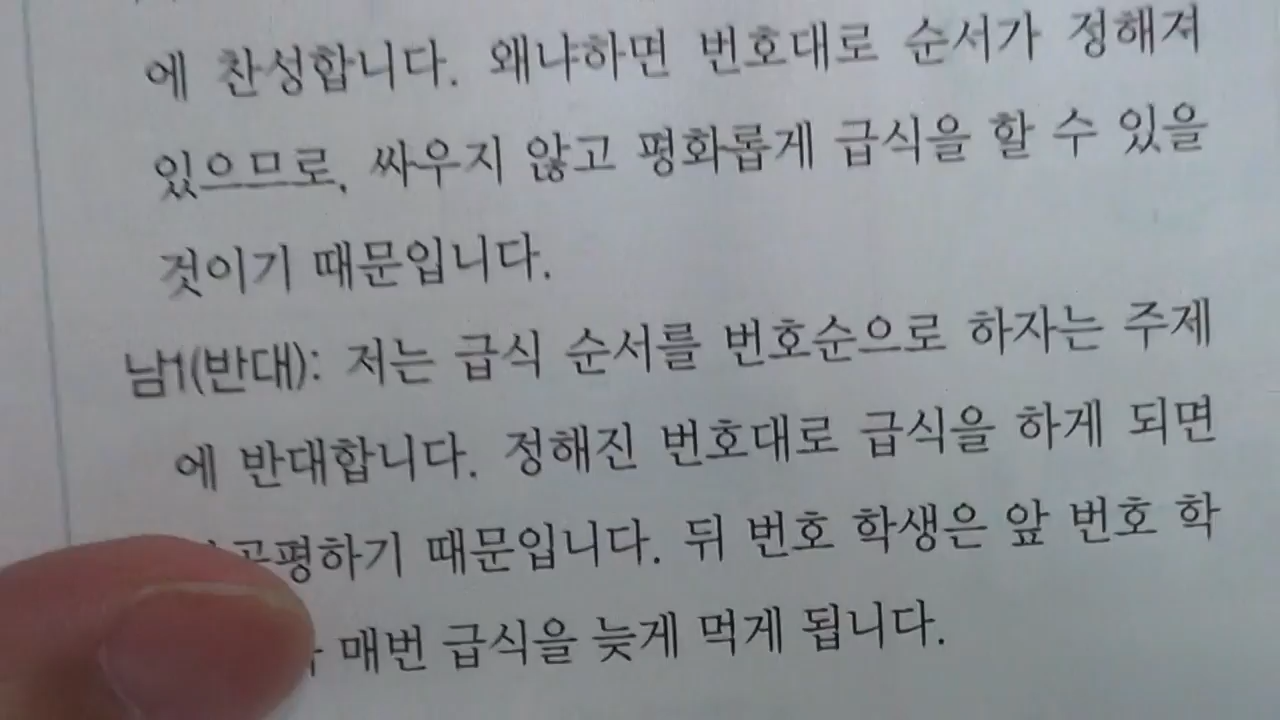 에 찬성합니다. 왜냐하면 번호대로 순서가 정해져
있으므로, 싸우지 않고 평화롭게 급식을 할 수 있을
것이기 때문입니다.
남1(반대): 저는 급식 순서를 번호순으로 하자는 주제
에 반대합니다. 정해진 번호대로 급식을 하게 되면
때문입니다. 뒤 번호 학생은 앞 번호 학
매번 급식을 늦게 먹게 됩니다.